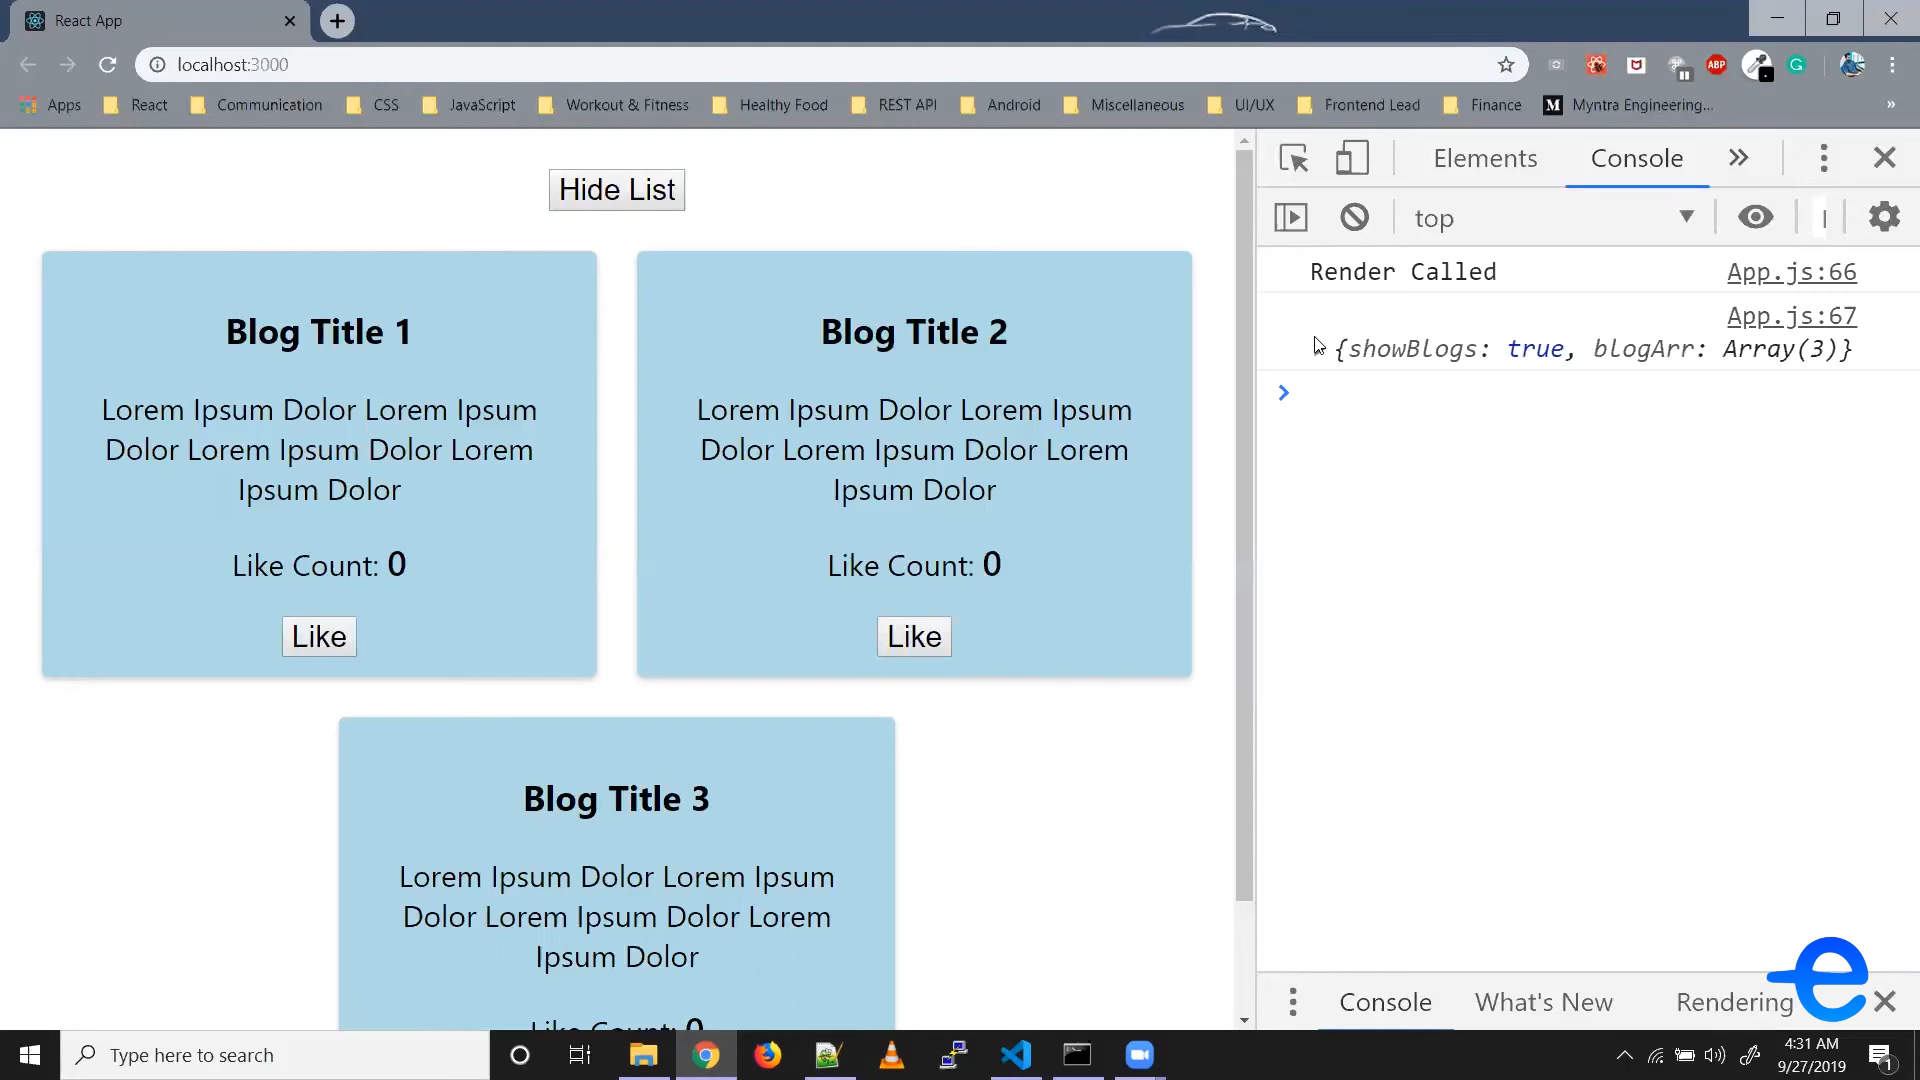 React App
localhost:3000
ABP
G
Apps
React
Communication
CSS
JavaScript
Workout & Fitness
Healthy Food
REST API
Android
Miscellaneous
UI/UX
Frontend Lead
Finance
M
Myntra Engineering...
»
Hide List
Elements
Console
top
Render Called
App.js:66
App.js:67
{showBlogs: true, blogArr: Array(3)}
Blog Title 1
Lorem Ipsum Dolor Lorem Ipsum
Dolor Lorem Ipsum Dolor Lorem
Ipsum Dolor
Like Count: 0
Like
Blog Title 2
Lorem Ipsum Dolor Lorem Ipsum
Dolor Lorem Ipsum Dolor Lorem
Ipsum Dolor
Like Count: 0
Like
Blog Title 3
Lorem Ipsum Dolor Lorem Ipsum
Dolor Lorem Ipsum Dolor Lorem
Ipsum Dolor
Like Count: 0
Console
What's New
Rendering
e
Type here to search
4:31 AM
9/27/2019
1